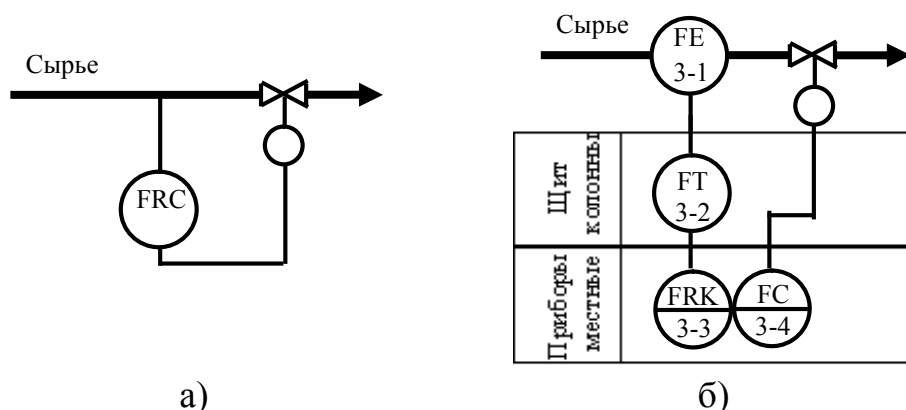 Сырье
FRC
а)
Сырье
FE
3-1
Щит
колонны
FT
3-2
Приборы
местные
FRK
3-3
FC
3-4
б)